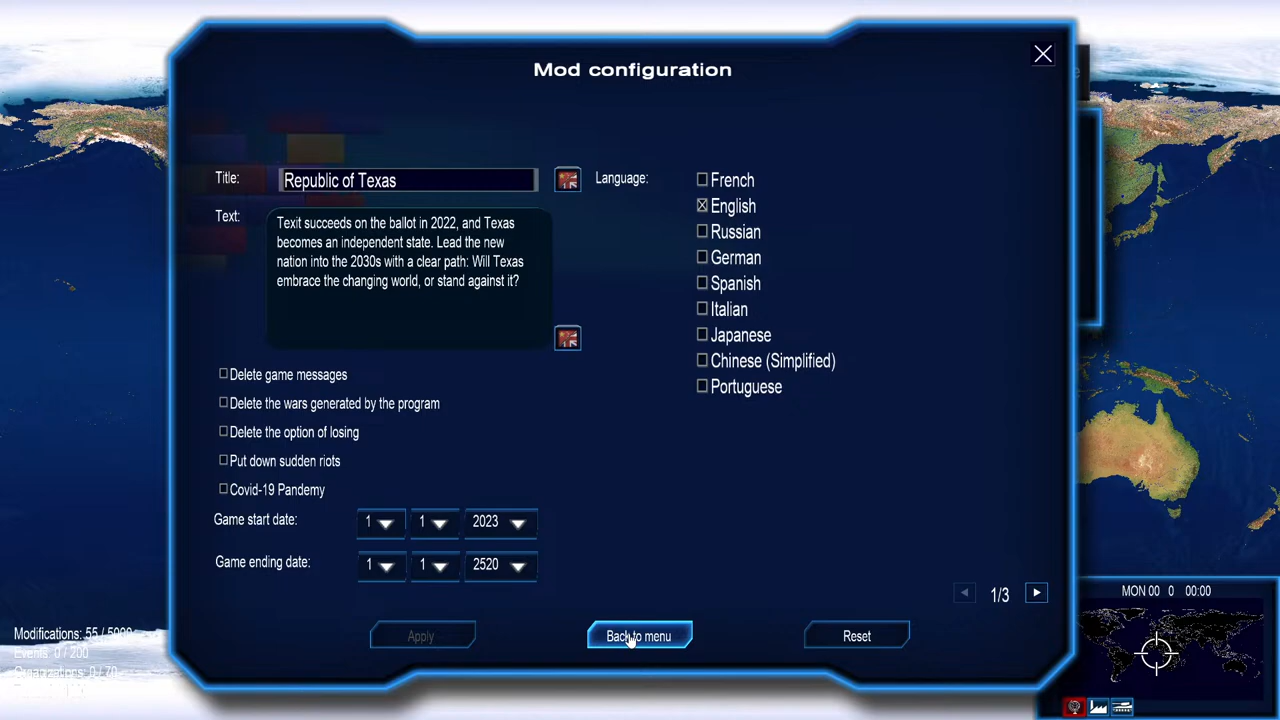 Mod configuration
Title:
Republic of Texas
Language:
French
English
Russian
German
Spanish
Italian
Japanese
Chinese (Simplified)
Portuguese
Text:
Texit succeeds on the ballot in 2022, and Texas
becomes an independent state. Lead the new
nation into the 2030s with a clear path: Will Texas
embrace the changing world, or stand against it?
Delete game messages
Delete the wars generated by the program
Delete the option of losing
Put down sudden riots
Covid-19 Pandemy
Game start date: 1 1 2023
Game ending date: 1 1 2520
1/3
Apply
Back to menu
Reset
MON 00 0 00:00
Modifications: 55 / 5000
Events: 0 / 200
Organizations: 0 / 70